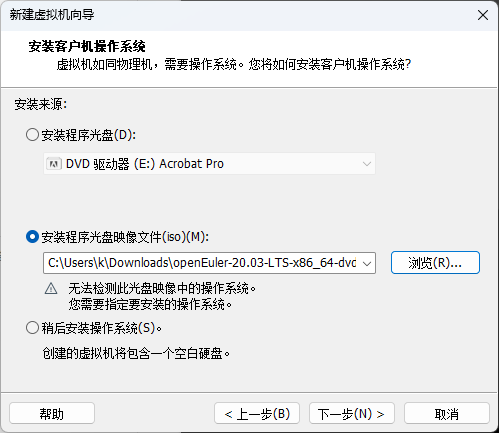 新建虚拟机向导
安装客户机操作系统
虚拟机如同物理机，需要操作系统。您将如何安装客户机操作系统?
安装来源:
安装程序光盘(D):
DVD 驱动器 (E:) Acrobat Pro
安装程序光盘映像文件(iso)(M):
C:\Users\k\Downloads\openEuler-20.03-LTS-x86_64-dvd
浏览(R)...
无法检测此光盘映像中的操作系统。
您需要指定要安装的操作系统。
稍后安装操作系统(S)。
创建的虚拟机将包含一个空白硬盘。
帮助
< 上一步(B)
下一步(N) >
取消